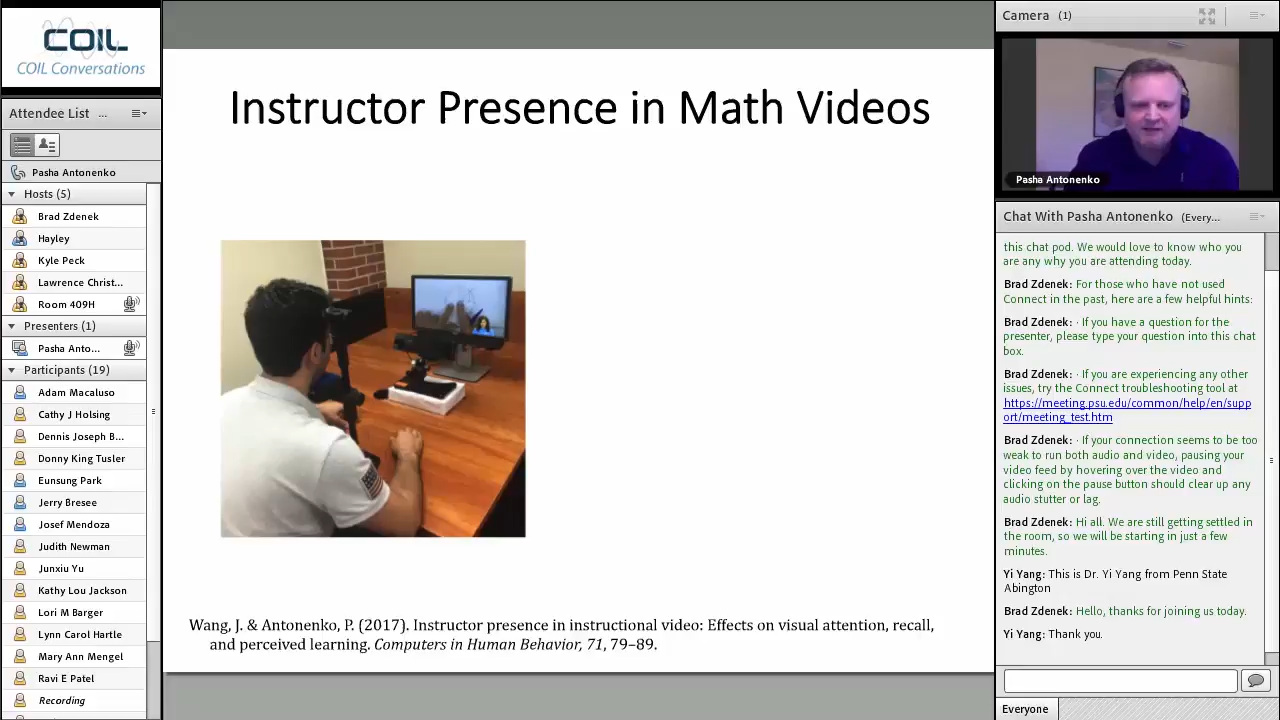 COIL
COIL Conversations
Attendee List ...
Pasha Antonenko
Hosts (5)
Brad Zdenek
Hayley
Kyle Peck
Lawrence Christ...
Room 409H
Presenters (1)
Pasha Anto...
Participants (19)
Adam Macaluso
Cathy J Holsing
Dennis Joseph B...
Donny King Tusler
Eunsung Park
Jerry Bresee
Josef Mendoza
Judith Newman
Junxiu Yu
Kathy Lou Jackson
Lori M Barger
Lynn Carol Hartle
Mary Ann Mengel
Ravi E Patel
Recording
Instructor Presence in Math Videos
Wang, J. & Antonenko, P. (2017). Instructor presence in instructional video: Effects on visual attention, recall,
and perceived learning. Computers in Human Behavior, 71, 79–89.
Camera (1)
Pasha Antonenko
Chat With Pasha Antonenko (Every...
this chat pod. We would love to know who you
are any why you are attending today.
Brad Zdenek: For those who have not used
Connect in the past, here are a few helpful hints:
Brad Zdenek: · If you have a question for the
presenter, please type your question into this chat
box.
Brad Zdenek: · If you are experiencing any other
issues, try the Connect troubleshooting tool at
https://meeting.psu.edu/common/help/en/supp
ort/meeting_test.htm
Brad Zdenek: · If your connection seems to be too
weak to run both audio and video, pausing your
video feed by hovering over the video and
clicking on the pause button should clear up any
audio stutter or lag.
Brad Zdenek: Hi all. We are still getting settled in
the room, so we will be starting in just a few
minutes.
Yi Yang: This is Dr. Yi Yang from Penn State
Abington
Brad Zdenek: Hello, thanks for joining us today.
Yi Yang: Thank you.
Everyone